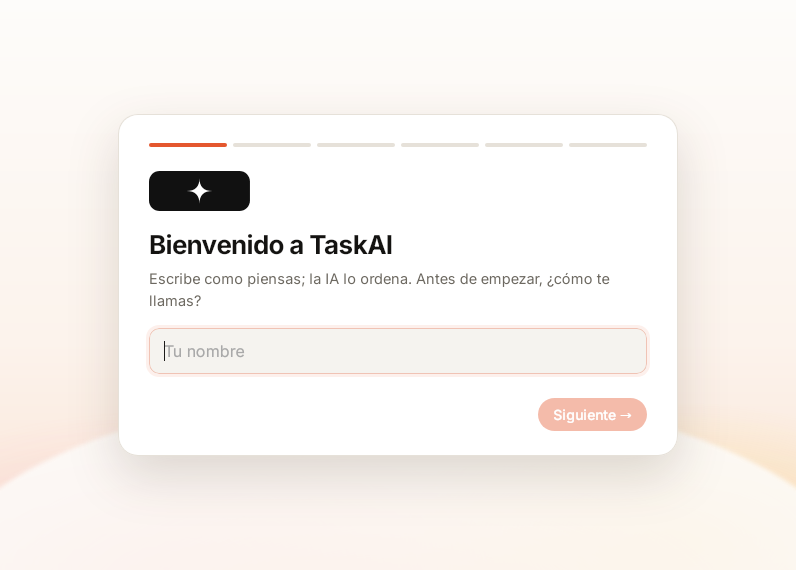 Bienvenido a TaskAI
Escribe como piensas; la IA lo ordena. Antes de empezar, ¿cómo te
llamas?
Tu nombre
Siguiente →